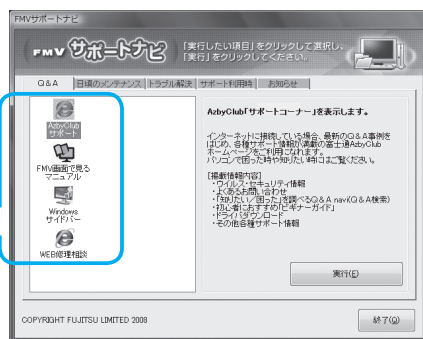 FMVサポートナビ
FMV サポートナビ
「実行したい項目」をクリックして選択し、
「実行」をクリックしてください。
Q&A
日頃のメンテナンス
トラブル解決
サポート利用時
お知らせ
AzbyClub
サポート
FMV画面で見る
マニュアル
Windows
サイドバー
WEB修理相談
AzbyClub「サポートコーナー」を表示します。
インターネットに接続している場合、最新のQ&A事例を
はじめ、各種サポート情報が満載の富士通AzbyClub
ホームページをご利用になれます。
パソコンで困った時や知りたい時にはご覧ください。
[掲載情報内容]
・ウイルス・セキュリティ情報
・よくあるお問い合わせ
・「知りたい/困った」を調べるQ&A navi(Q&A検索)
・初心者におすすめ「ビギナーガイド」
・ドライバダウンロード
・その他各種サポート情報
実行(E)
COPYRIGHT FUJITSU LIMITED 2008
終了(Q)